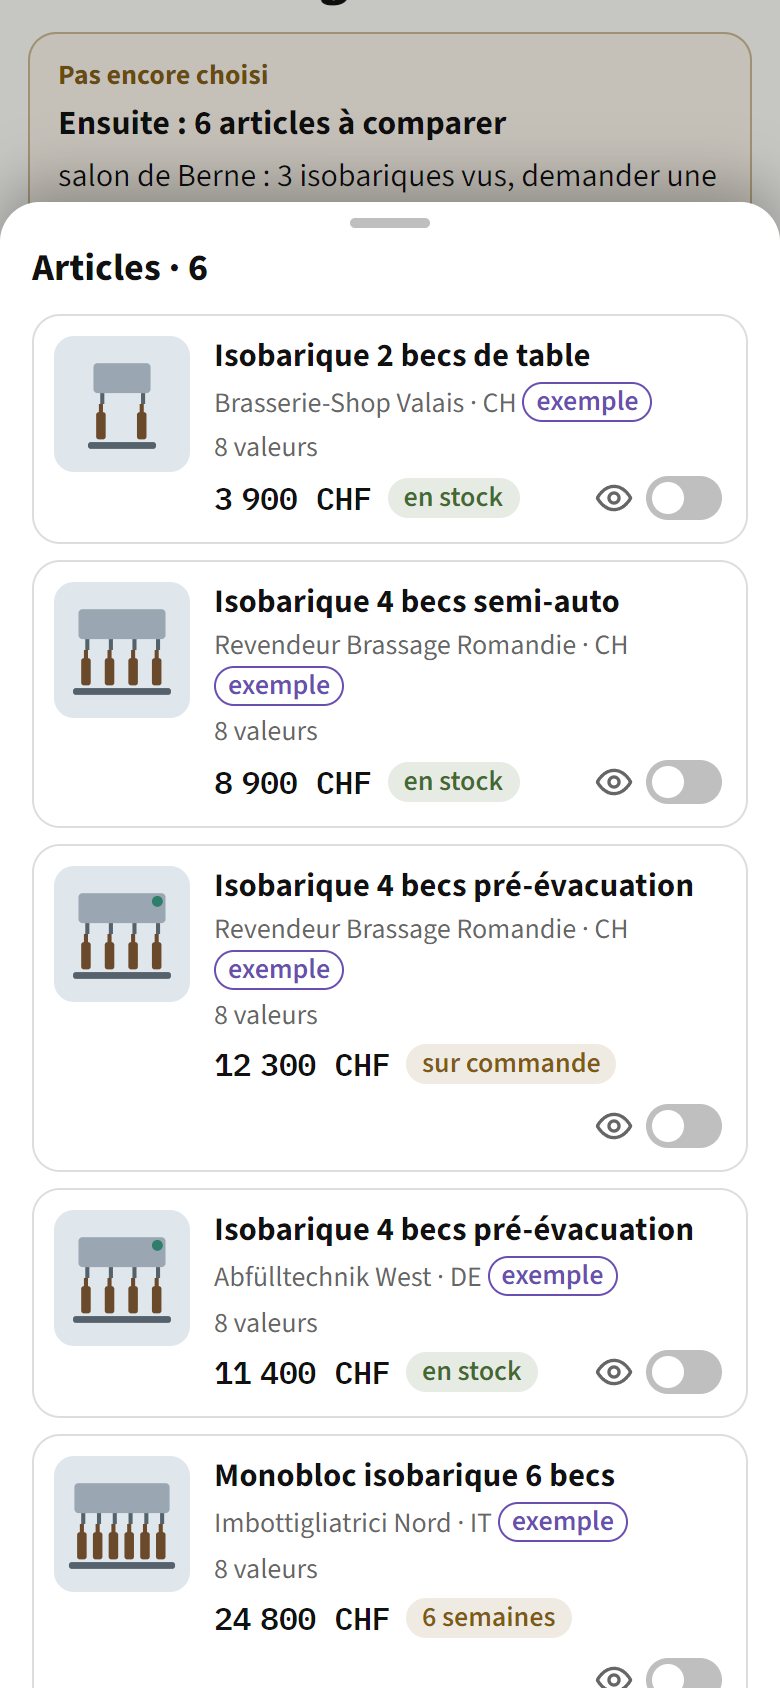 Pas encore choisi
Ensuite : 6 articles à comparer
salon de Berne : 3 isobariques vus, demander une
Articles · 6
Isobarique 2 becs de table
Brasserie-Shop Valais · CH exemple
8 valeurs
3 900 CHF en stock
Isobarique 4 becs semi-auto
Revendeur Brassage Romandie · CH
exemple
8 valeurs
8 900 CHF en stock
Isobarique 4 becs pré-évacuation
Revendeur Brassage Romandie · CH
exemple
8 valeurs
12 300 CHF sur commande
Isobarique 4 becs pré-évacuation
Abfülltechnik West · DE exemple
8 valeurs
11 400 CHF en stock
Monobloc isobarique 6 becs
Imbottigliatrici Nord · IT exemple
8 valeurs
24 800 CHF 6 semaines